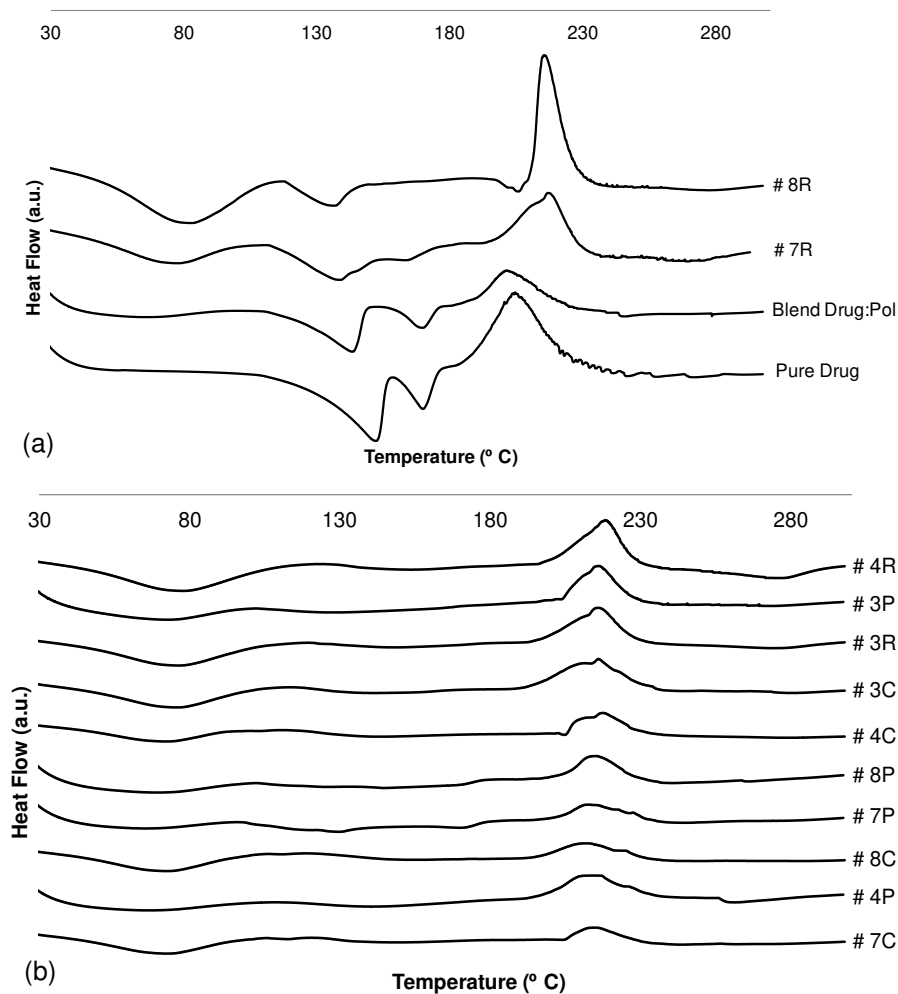 30 80 130 180 230 280
# 8R
# 7R
Blend Drug:Pol
Pure Drug
Heat Flow (a.u.)
(a)
Temperature (º C)
30 80 130 180 230 280
# 4R
# 3P
# 3R
# 3C
# 4C
# 8P
# 7P
# 8C
# 4P
# 7C
Heat Flow (a.u.)
(b)
Temperature (º C)